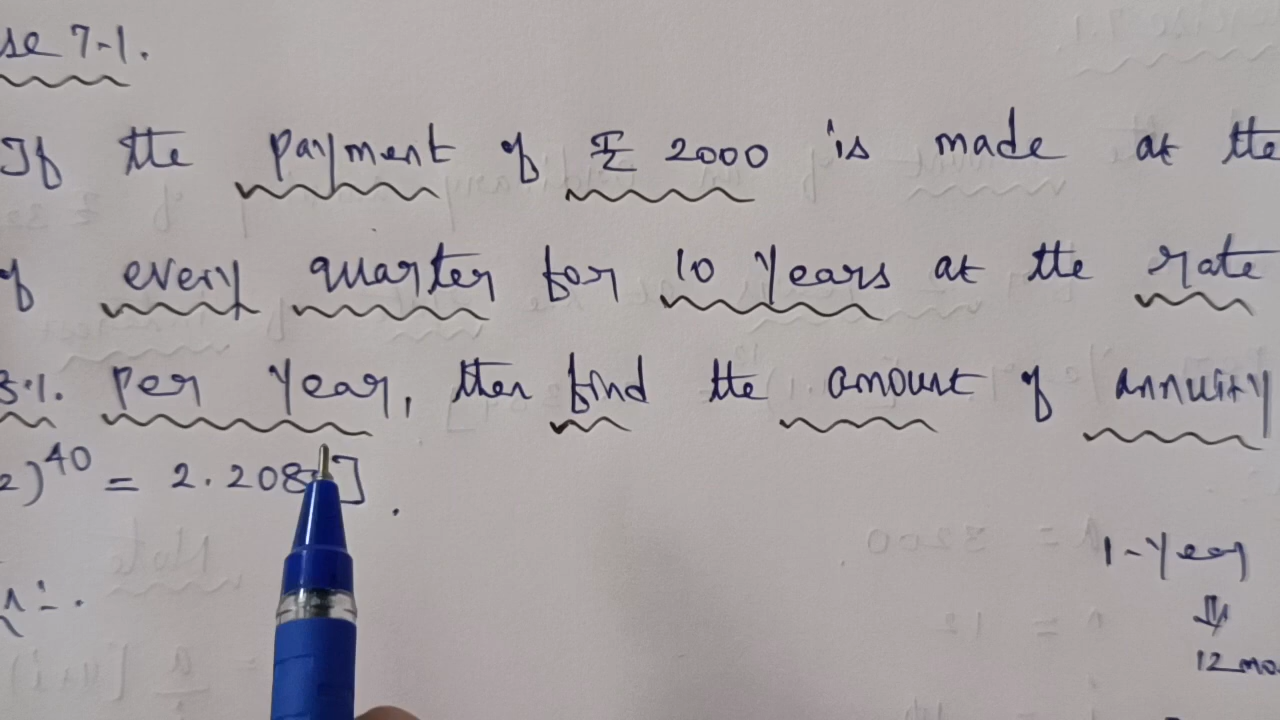 se 7.1.
If the payment of ₹ 2000 is made at the
of every quarter for 10 years at the rate
8%. Per year, then find the amount of annuity
2)^40 = 2.208 ].
1-year
⇓
12 mo